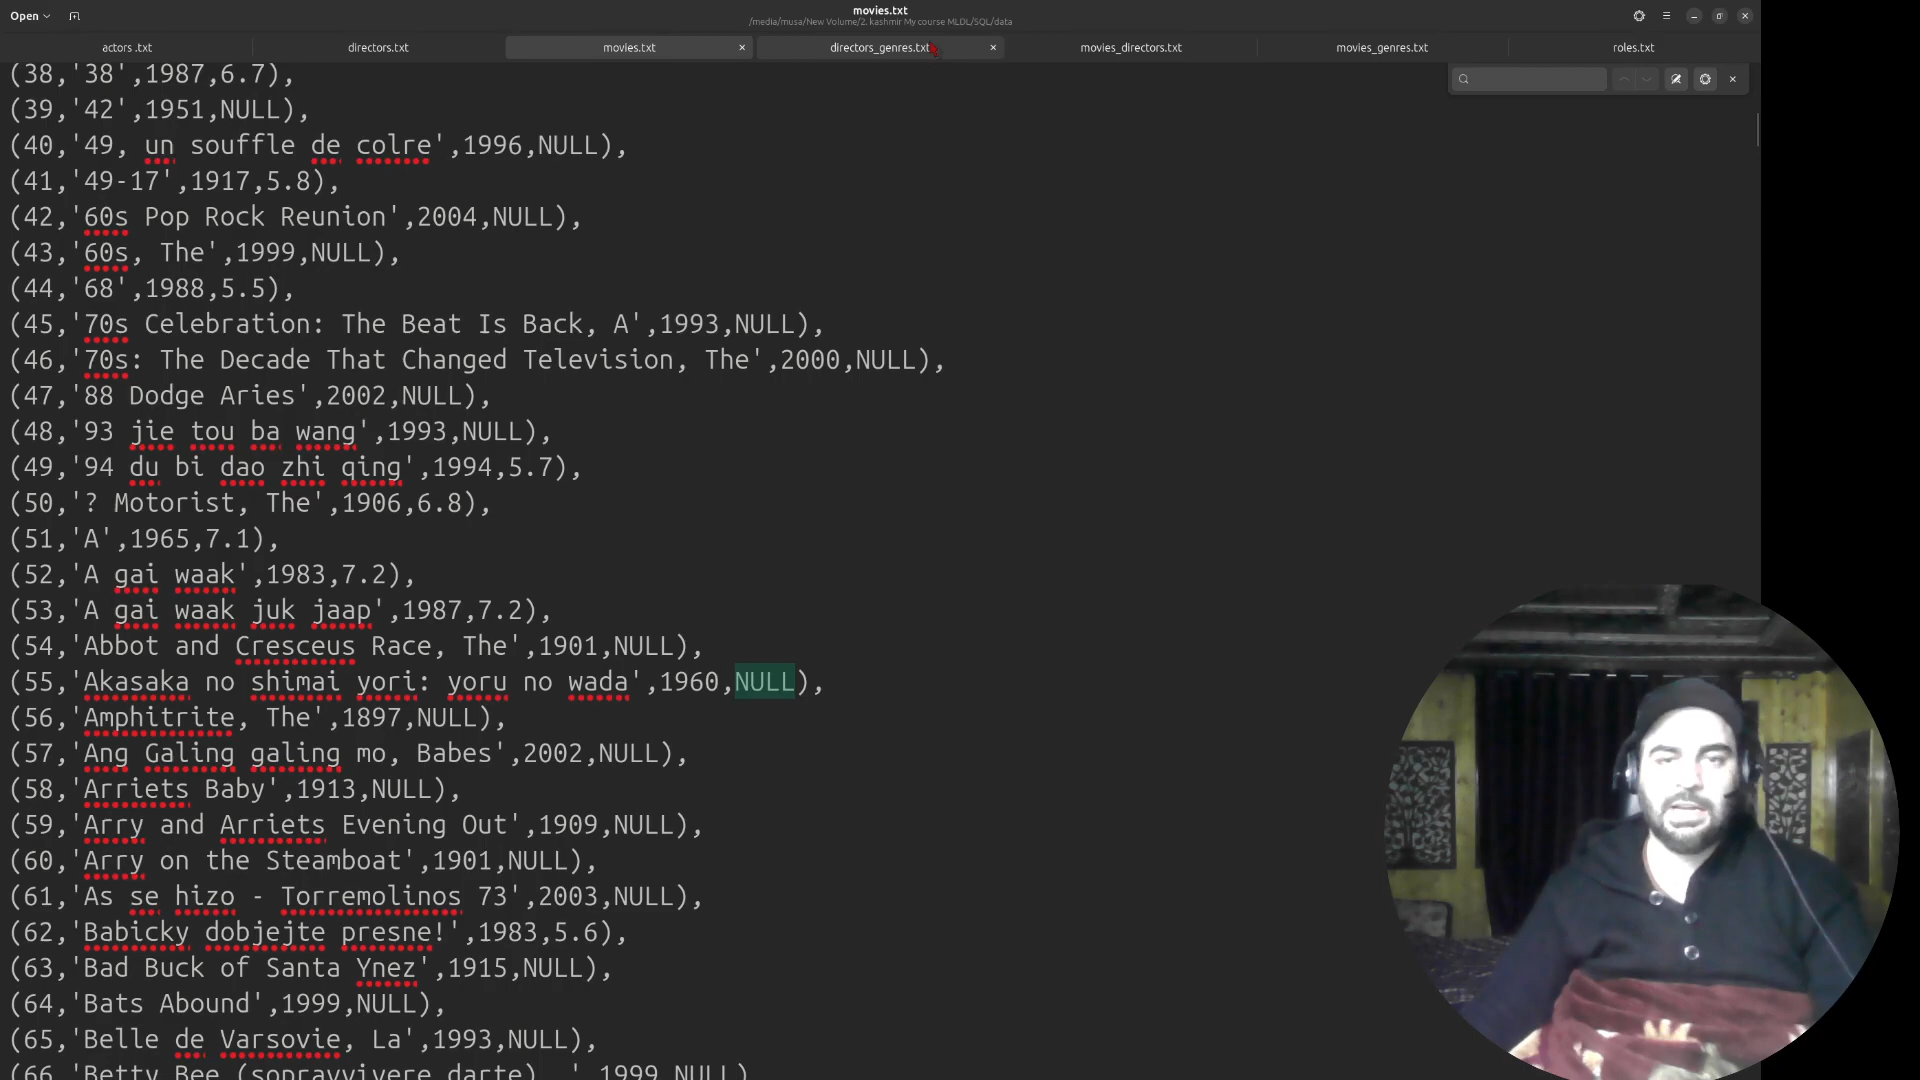 Open
movies.txt
/media/musa/New Volume/2. kashmir My course MLDL/SQL/data
actors .txt
directors.txt
movies.txt
directors_genres.txt
movies_directors.txt
movies_genres.txt
roles.txt
(38,'38',1987,6.7),
(39,'42',1951,NULL),
(40,'49, un souffle de colre',1996,NULL),
(41,'49-17',1917,5.8),
(42,'60s Pop Rock Reunion',2004,NULL),
(43,'60s, The',1999,NULL),
(44,'68',1988,5.5),
(45,'70s Celebration: The Beat Is Back, A',1993,NULL),
(46,'70s: The Decade That Changed Television, The',2000,NULL),
(47,'88 Dodge Aries',2002,NULL),
(48,'93 jie tou ba wang',1993,NULL),
(49,'94 du bi dao zhi qing',1994,5.7),
(50,'? Motorist, The',1906,6.8),
(51,'A',1965,7.1),
(52,'A gai waak',1983,7.2),
(53,'A gai waak juk jaap',1987,7.2),
(54,'Abbot and Cresceus Race, The',1901,NULL),
(55,'Akasaka no shimai yori: yoru no wada',1960,NULL),
(56,'Amphitrite, The',1897,NULL),
(57,'Ang Galing galing mo, Babes',2002,NULL),
(58,'Arriets Baby',1913,NULL),
(59,'Arry and Arriets Evening Out',1909,NULL),
(60,'Arry on the Steamboat',1901,NULL),
(61,'As se hizo - Torremolinos 73',2003,NULL),
(62,'Babicky dobjejte presne!',1983,5.6),
(63,'Bad Buck of Santa Ynez',1915,NULL),
(64,'Bats Abound',1999,NULL),
(65,'Belle de Varsovie, La',1993,NULL),
(66,'Betty Bee (sopravvivere darte)  ',1999,NULL)